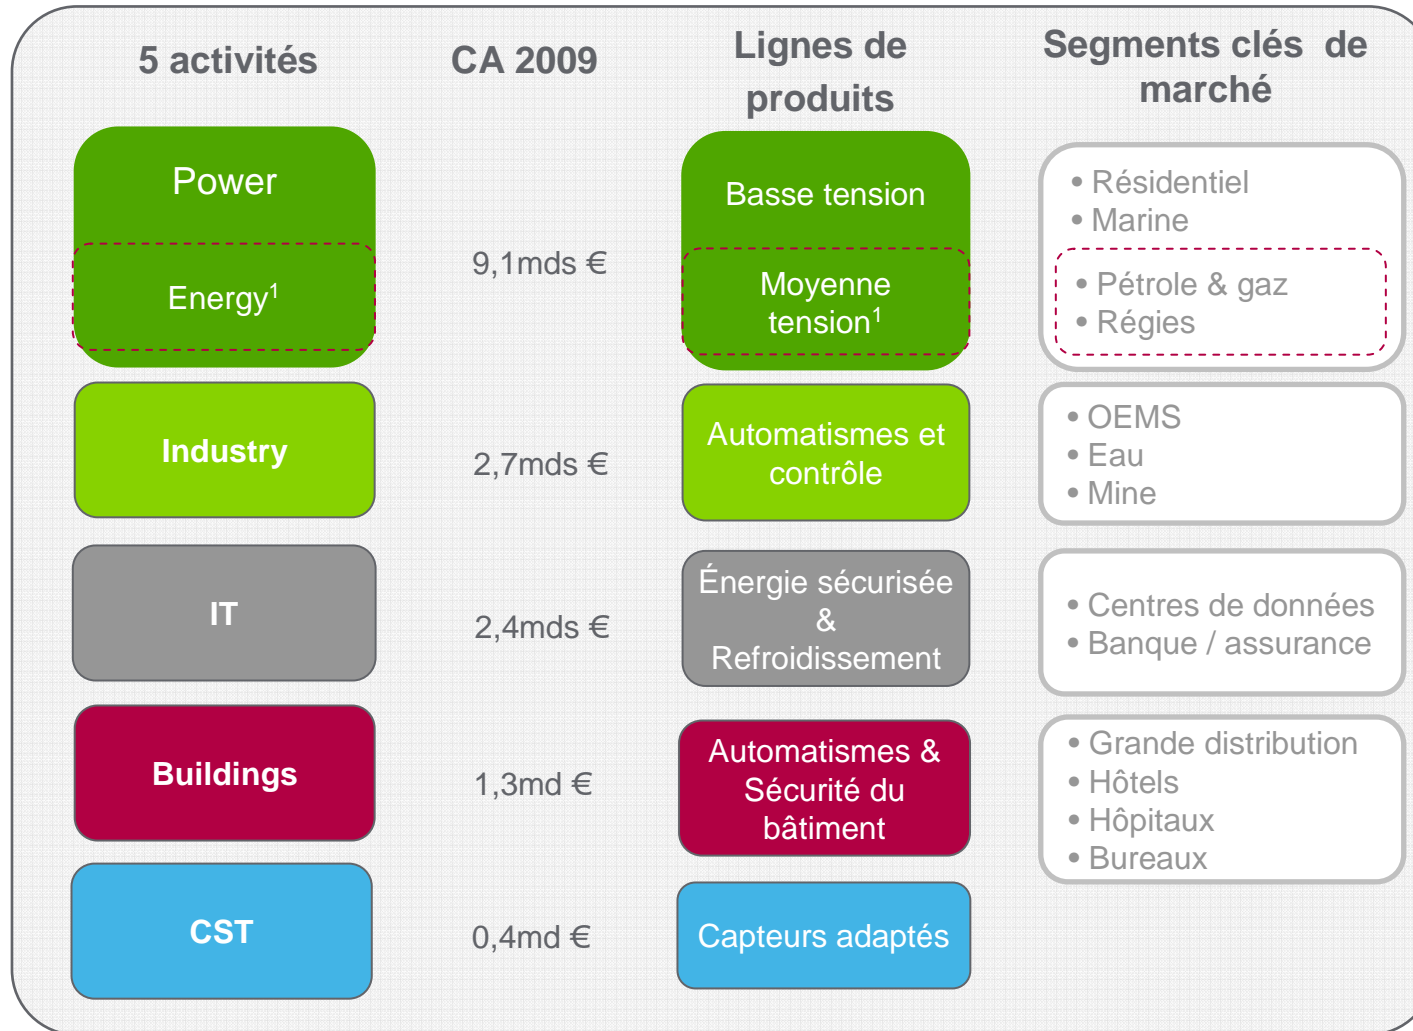 5 activités
CA 2009
Lignes de
produits
Segments clés de
marché
Power
Energy¹
9,1mds €
Basse tension
Moyenne
tension¹
• Résidentiel
• Marine
• Pétrole & gaz
• Régies
Industry
2,7mds €
Automatismes et
contrôle
• OEMS
• Eau
• Mine
IT
2,4mds €
Énergie sécurisée
&
Refroidissement
• Centres de données
• Banque / assurance
Buildings
1,3md €
Automatismes &
Sécurité du
bâtiment
• Grande distribution
• Hôtels
• Hôpitaux
• Bureaux
CST
0,4md €
Capteurs adaptés